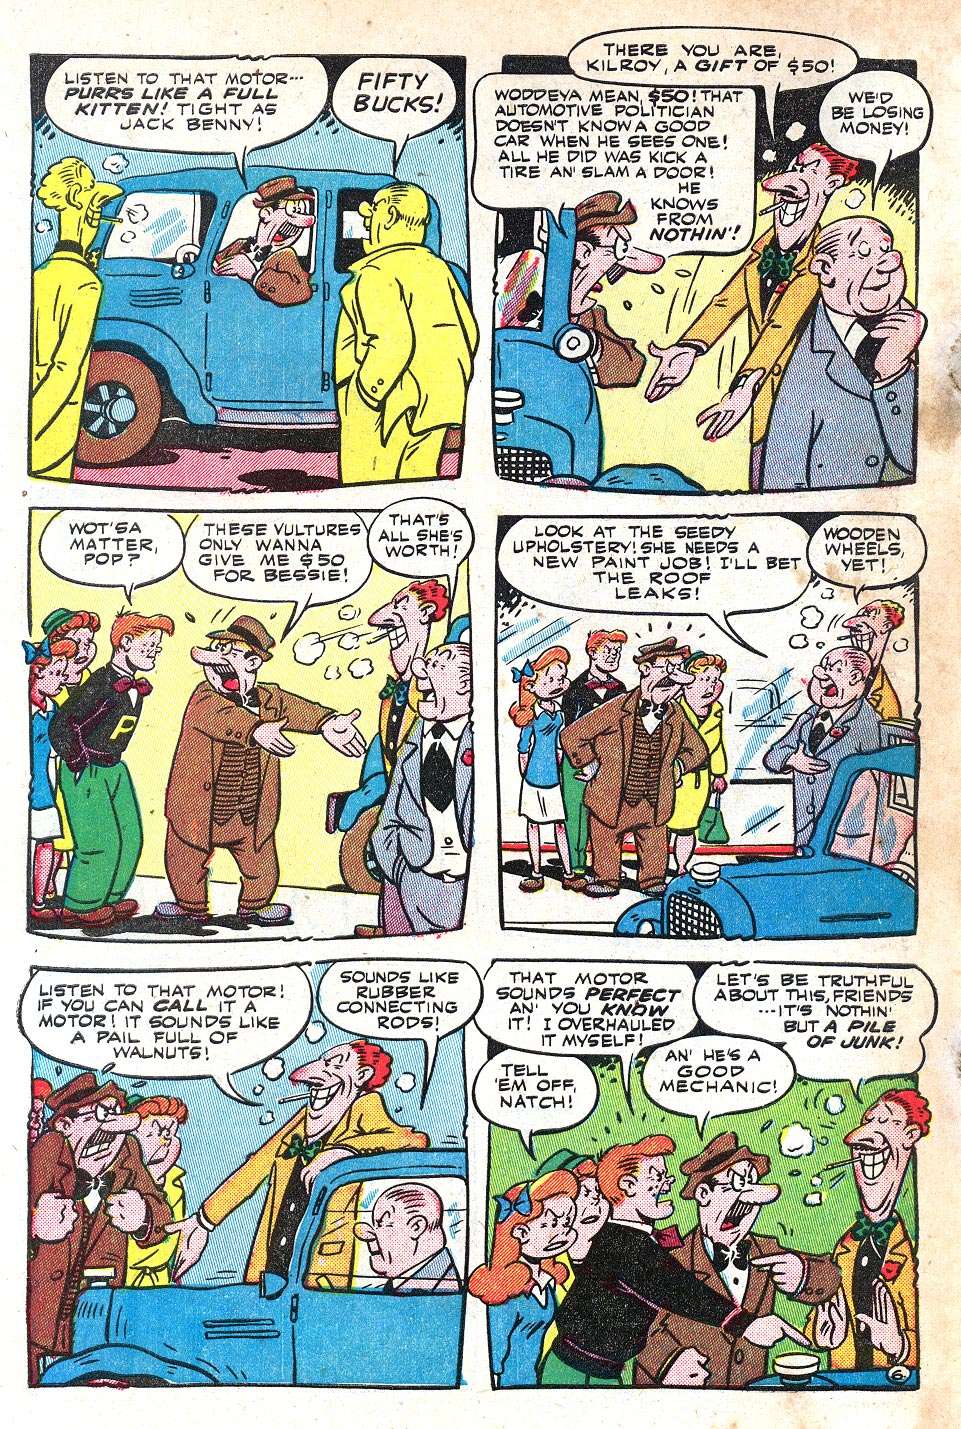 LISTEN TO THAT MOTOR---
PURRS LIKE A FULL
KITTEN! TIGHT AS
JACK BENNY!
FIFTY
BUCKS!
THERE YOU ARE,
KILROY, A GIFT OF $50!
WODDEYA MEAN, $50! THAT
AUTOMOTIVE POLITICIAN
DOESN'T KNOW A GOOD
CAR WHEN HE SEES ONE!
ALL HE DID WAS KICK A
TIRE AN' SLAM A DOOR!
HE
KNOWS
FROM
NOTHIN'!
WE'D
BE LOSING
MONEY!
WOT'SA
MATTER,
POP?
THESE VULTURES
ONLY WANNA
GIVE ME $50
FOR BESSIE!
THAT'S
ALL SHE'S
WORTH!
P
LOOK AT THE SEEDY
UPHOLSTERY! SHE NEEDS A
NEW PAINT JOB! I'LL BET
THE ROOF
LEAKS!
WOODEN
WHEELS,
YET!
LISTEN TO THAT MOTOR!
IF YOU CAN CALL IT A
MOTOR! IT SOUNDS LIKE
A PAIL FULL OF
WALNUTS!
SOUNDS LIKE
RUBBER
CONNECTING
RODS!
THAT MOTOR
SOUNDS PERFECT
AN' YOU KNOW
IT! I OVERHAULED
IT MYSELF!
LET'S BE TRUTHFUL
ABOUT THIS, FRIENDS
---IT'S NOTHIN'
BUT A PILE
OF JUNK!
TELL
'EM OFF,
NATCH!
AN' HE'S A
GOOD
MECHANIC!
6.